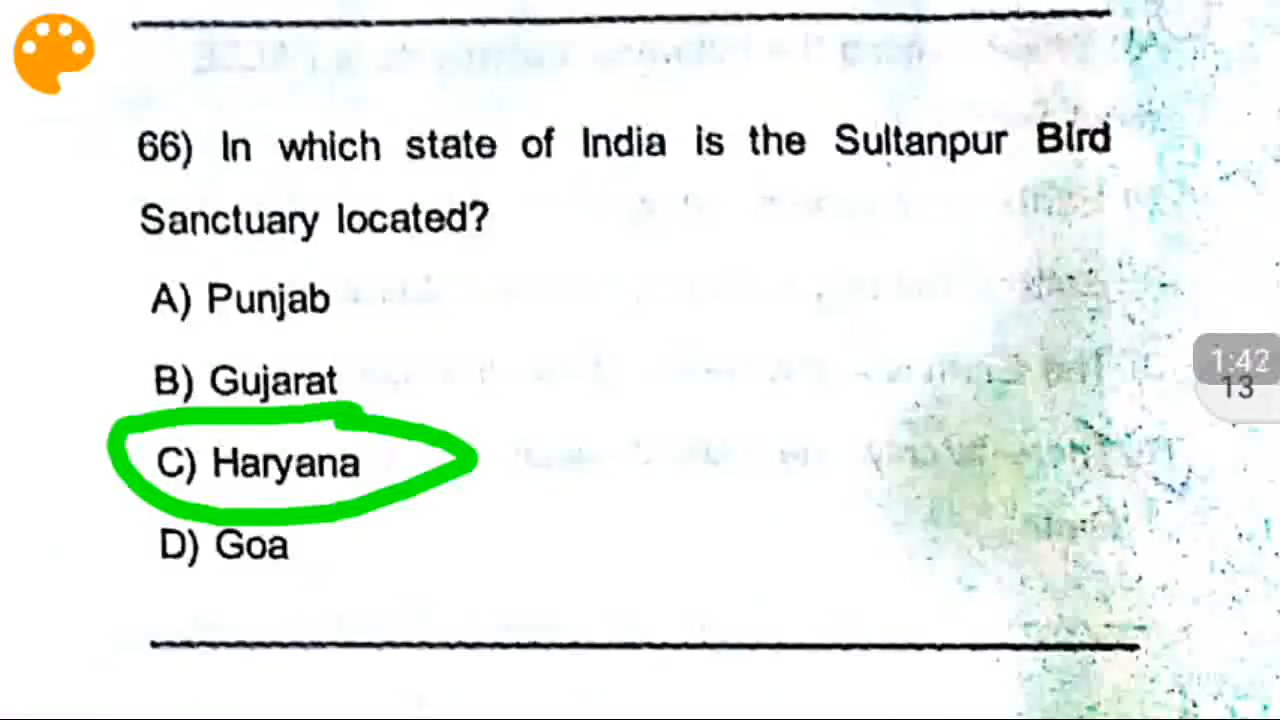 66) In which state of India is the Sultanpur Bird
Sanctuary located?
A) Punjab
B) Gujarat
C) Haryana
D) Goa
1:42
13